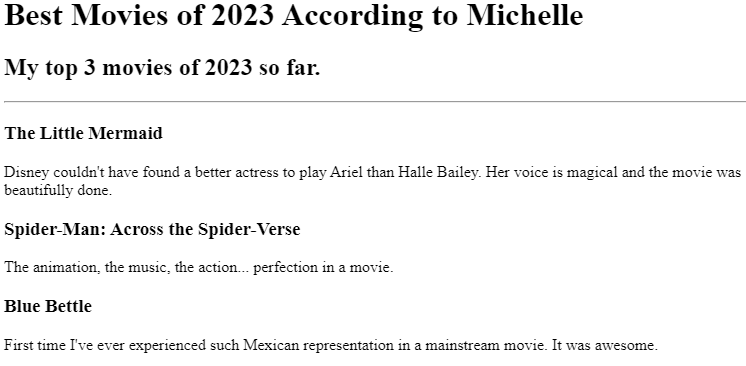 Best Movies of 2023 According to Michelle
My top 3 movies of 2023 so far.
The Little Mermaid
Disney couldn't have found a better actress to play Ariel than Halle Bailey. Her voice is magical and the movie was
beautifully done.
Spider-Man: Across the Spider-Verse
The animation, the music, the action... perfection in a movie.
Blue Bettle
First time I've ever experienced such Mexican representation in a mainstream movie. It was awesome.